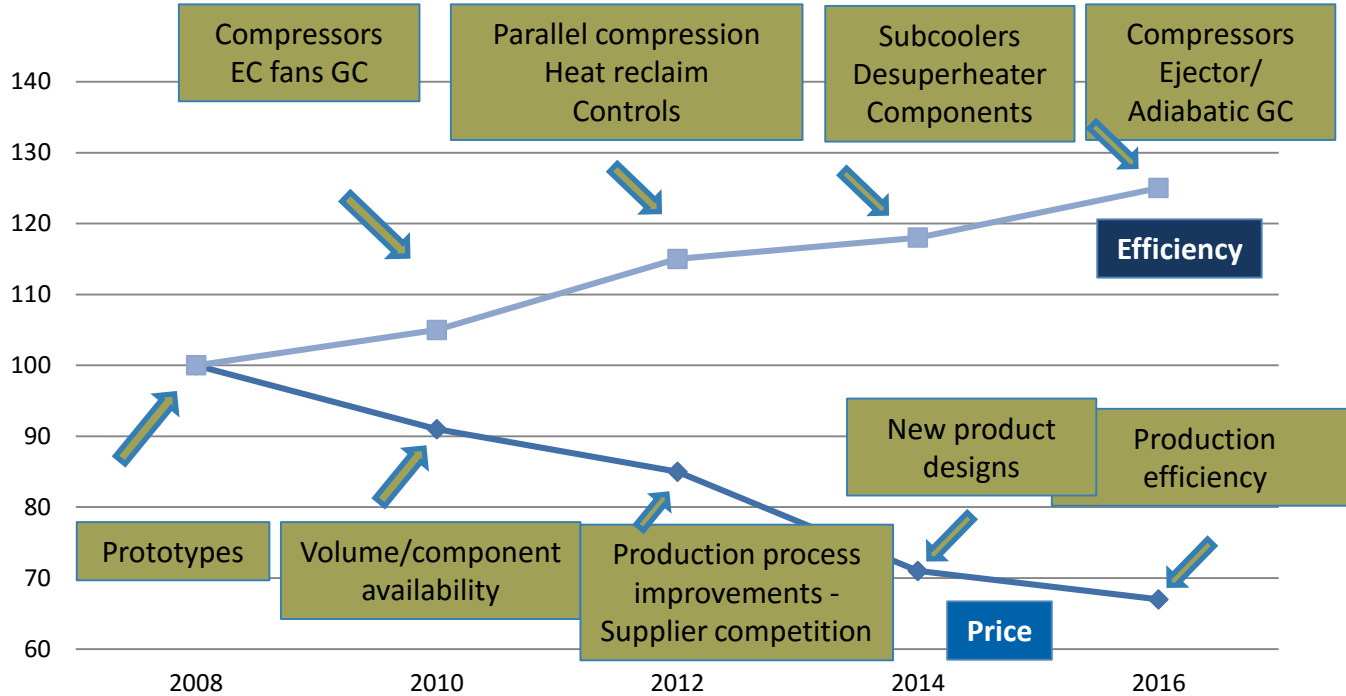 Compressors
EC fans GC
Parallel compression
Heat reclaim
Controls
Subcoolers
Desuperheater
Components
Compressors
Ejector/
Adiabatic GC
140
130
120
110
100
90
80
70
60
Efficiency
New product
designs
Production
efficiency
Prototypes
Volume/component
availability
Production process
improvements -
Supplier competition
Price
2008
2010
2012
2014
2016